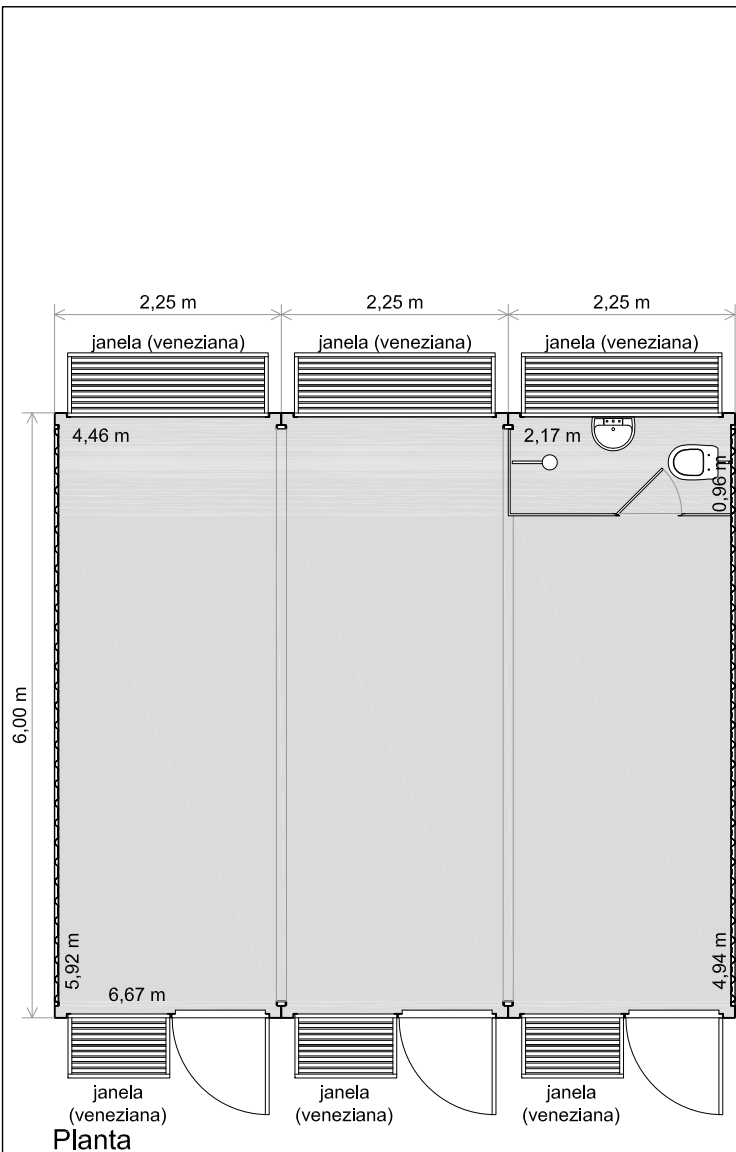 2,25 m 2,25 m 2,25 m
janela (veneziana) janela (veneziana) janela (veneziana)
4,46 m 2,17 m
0,96 m
6,00 m
5,92 m 4,94 m
6,67 m
janela janela janela
(veneziana) (veneziana) (veneziana)
Planta